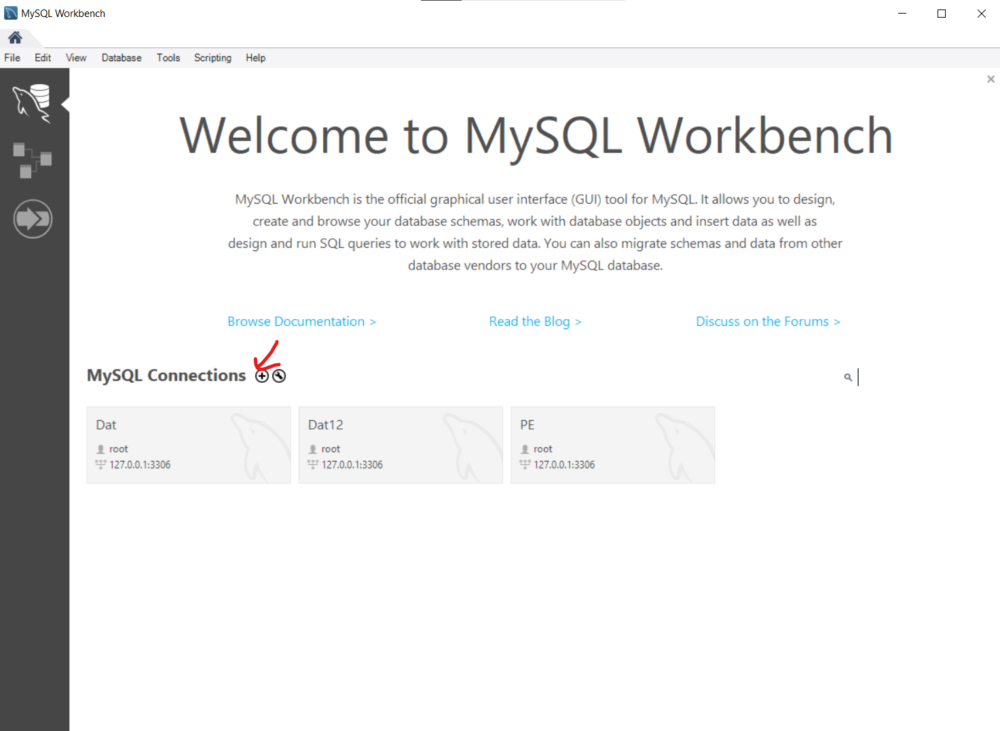 MySQL Workbench
File Edit View Database Tools Scripting Help
Welcome to MySQL Workbench
MySQL Workbench is the official graphical user interface (GUI) tool for MySQL. It allows you to design,
create and browse your database schemas, work with database objects and insert data as well as
design and run SQL queries to work with stored data. You can also migrate schemas and data from other
database vendors to your MySQL database.
Browse Documentation > Read the Blog > Discuss on the Forums >
MySQL Connections
Dat
root
127.0.0.1:3306
Dat12
root
127.0.0.1:3306
PE
root
127.0.0.1:3306